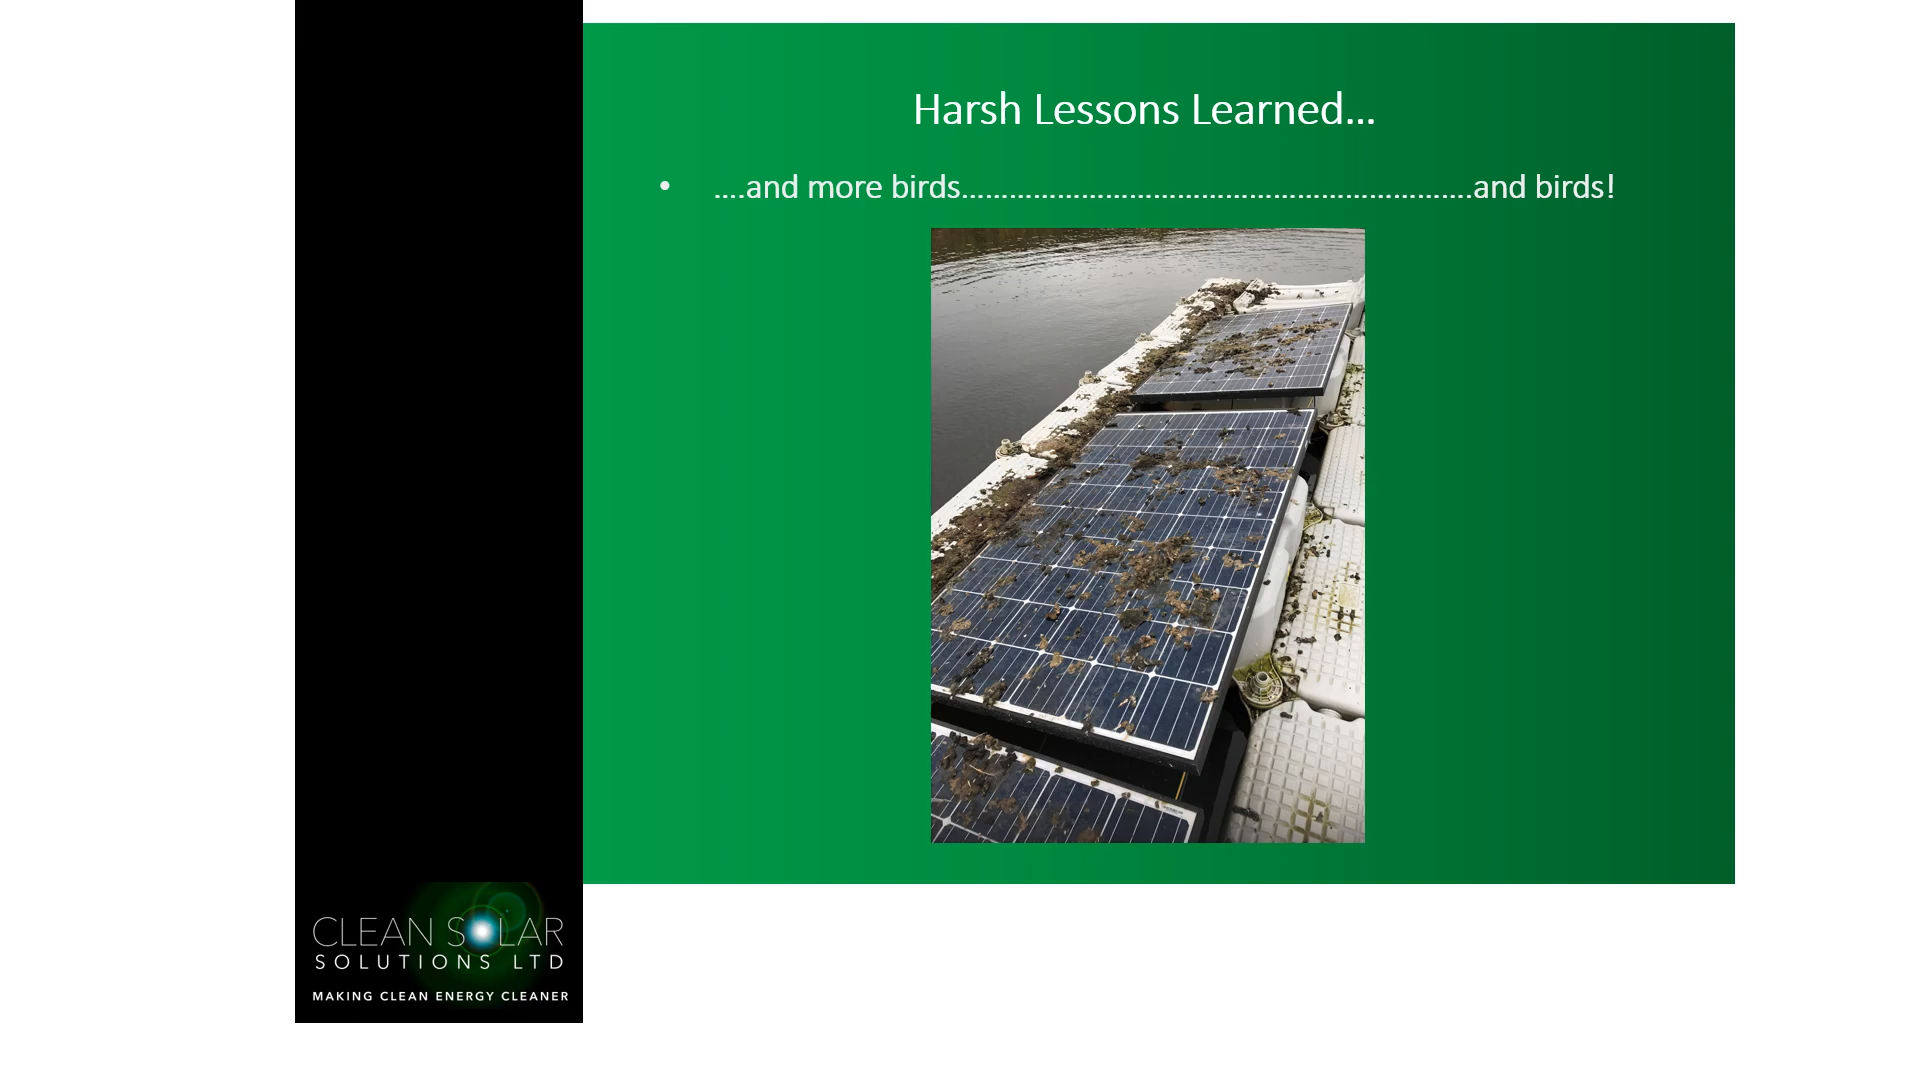 Harsh Lessons Learned...
• ....and more birds................................................................and birds!
CLEAN SOLAR
SOLUTIONS LTD
MAKING CLEAN ENERGY CLEANER